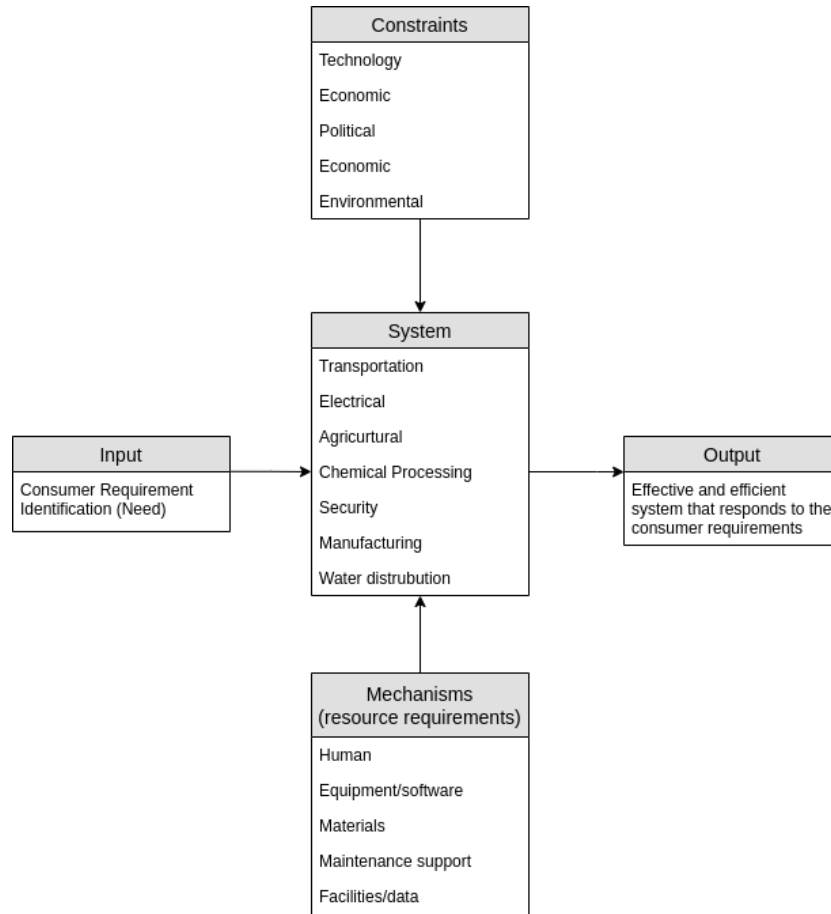 Constraints
Technology
Economic
Political
Economic
Environmental
System
Transportation
Electrical
Agricurtural
Chemical Processing
Security
Manufacturing
Water distrubution
Input
Consumer Requirement
Identification (Need)
Output
Effective and efficient
system that responds to the
consumer requirements
Mechanisms
(resource requirements)
Human
Equipment/software
Materials
Maintenance support
Facilities/data